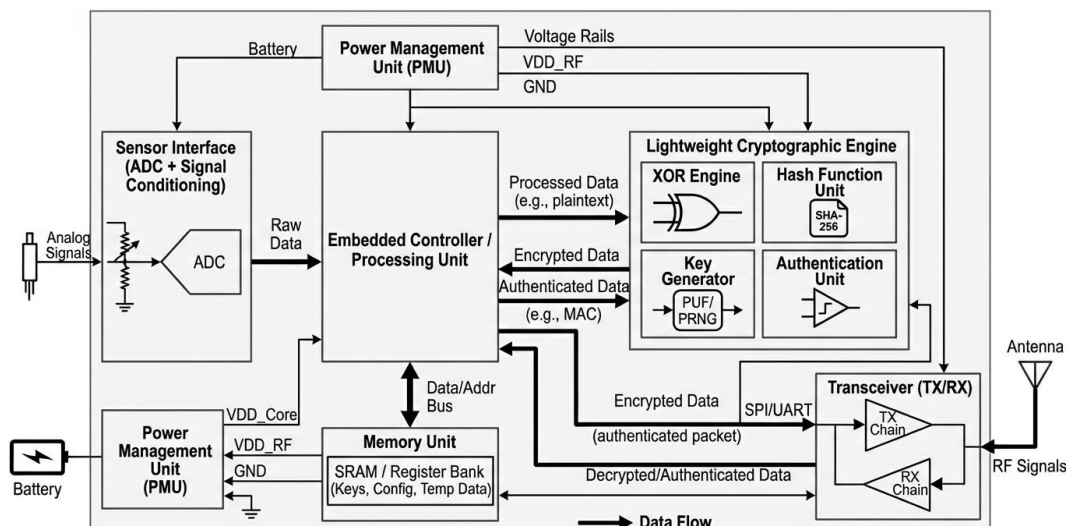 Power Management
Unit (PMU)
Battery
Voltage Rails
VDD_RF
GND
Sensor Interface
(ADC + Signal
Conditioning)
Analog
Signals
ADC
Raw
Data
Embedded Controller /
Processing Unit
Processed Data
(e.g., plaintext)
Encrypted Data
Authenticated Data
(e.g., MAC)
Lightweight Cryptographic Engine
XOR Engine
Hash Function
Unit
SHA-
256
Key
Generator
PUF/
PRNG
Authentication
Unit
Data/Addr
Bus
Encrypted Data
(authenticated packet)
SPI/UART
Decrypted/Authenticated Data
Transceiver (TX/RX)
TX
Chain
RX
Chain
Antenna
RF Signals
Battery
Power
Management
Unit
(PMU)
VDD_Core
VDD_RF
GND
Memory Unit
SRAM / Register Bank
(Keys, Config, Temp Data)
Data Flow